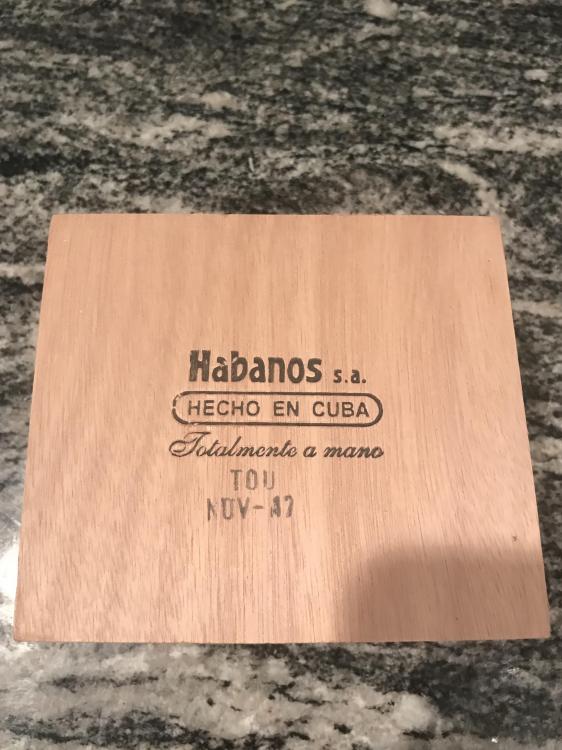 Habanos s.a.
HECHO EN CUBA
Totalmente a mano
TOU
NOV-17